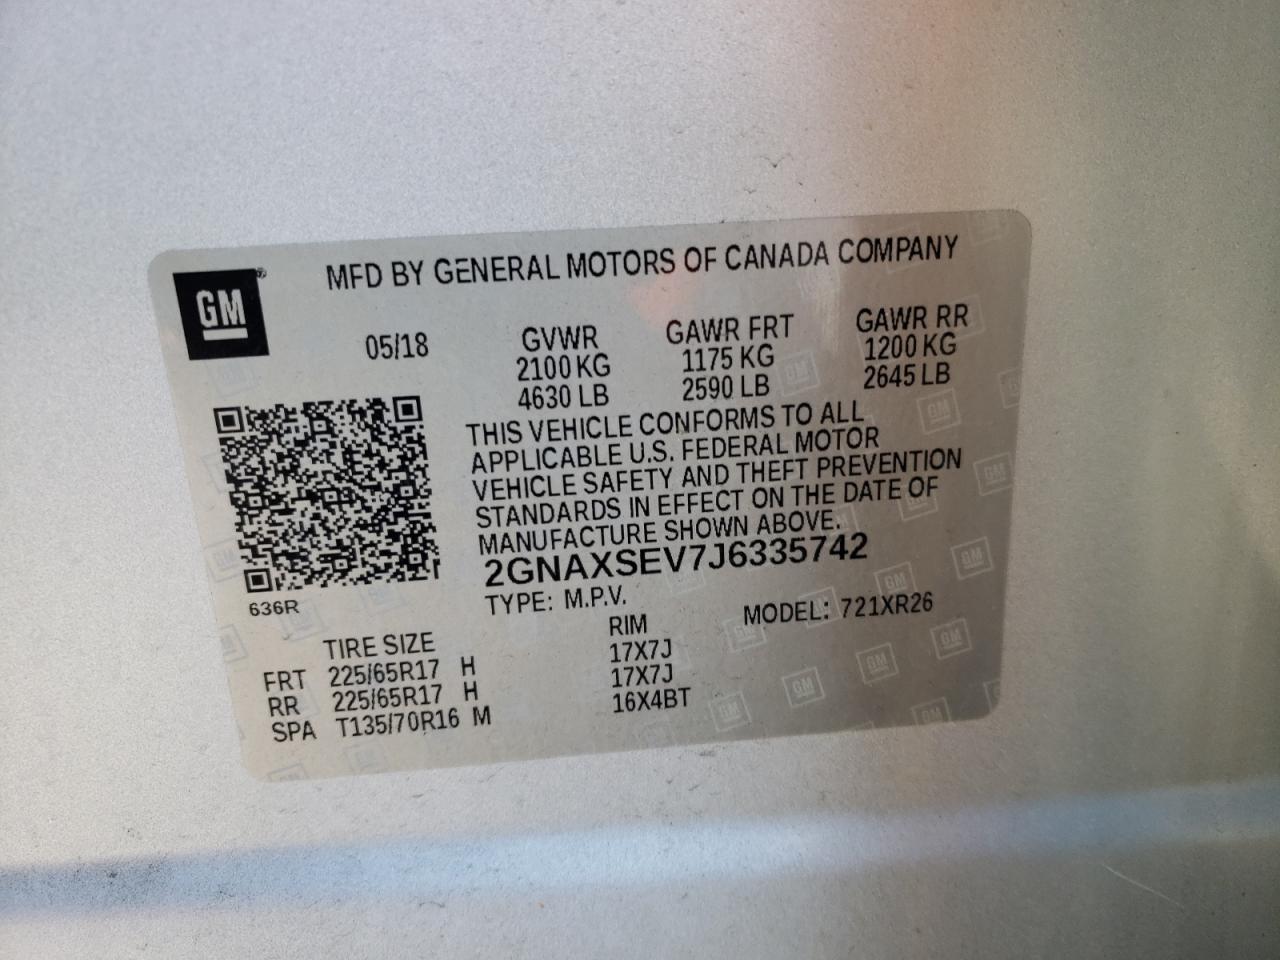 GM®
MFD BY GENERAL MOTORS OF CANADA COMPANY
05/18
GVWR
2100 KG
4630 LB
GAWR FRT
1175 KG
2590 LB
GAWR RR
1200 KG
2645 LB
THIS VEHICLE CONFORMS TO ALL
APPLICABLE U.S. FEDERAL MOTOR
VEHICLE SAFETY AND THEFT PREVENTION
STANDARDS IN EFFECT ON THE DATE OF
MANUFACTURE SHOWN ABOVE.
2GNAXSEV7J6335742
636R
TYPE: M.P.V.
MODEL: 721XR26
TIRE SIZE RIM
FRT 225/65R17 H 17X7J
RR 225/65R17 H 17X7J
SPA T135/70R16 M 16X4BT